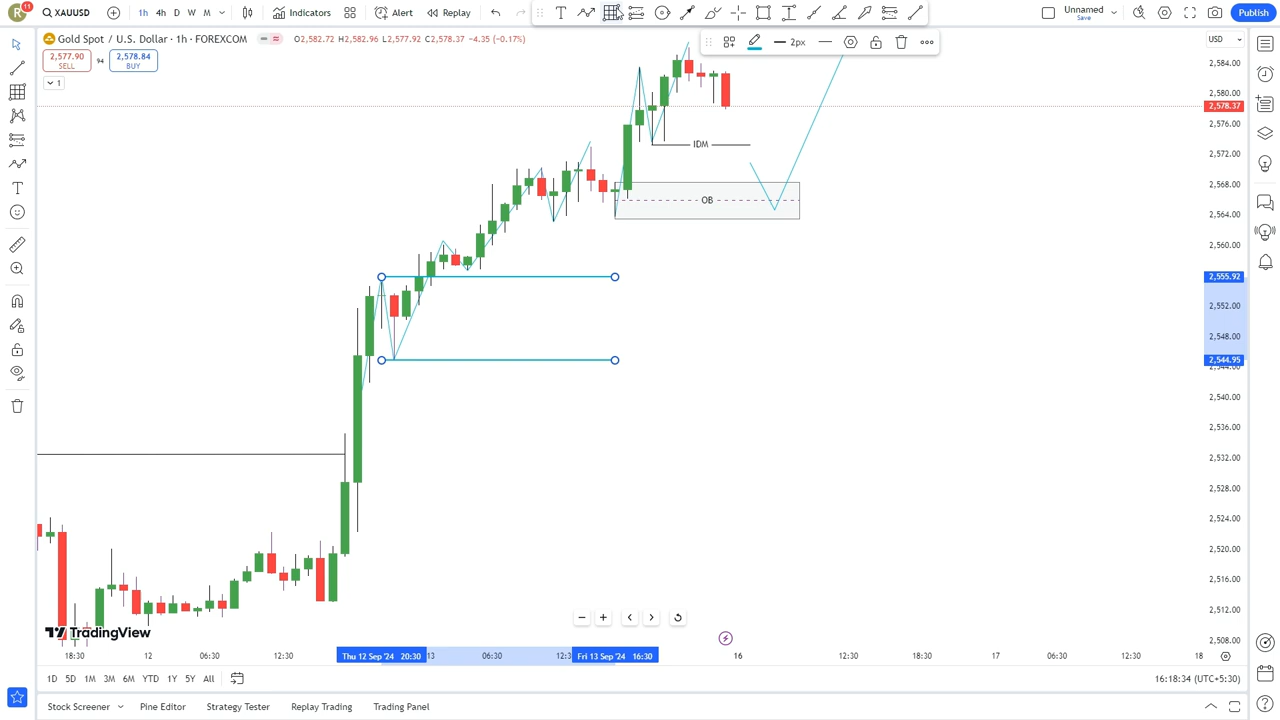 R 11 XAUUSD 1h 4h D W M Indicators Alert Replay Unnamed Save Publish
Gold Spot / U.S. Dollar · 1h · FOREXCOM O2,582.72 H2,582.96 L2,577.92 C2,578.37 −4.35 (−0.17%)
2px
USD
2,577.90 SELL 94 2,578.84 BUY
1
2,584.00
2,580.00
2,578.37
2,576.00
IDM
2,572.00
2,568.00
OB
2,564.00
2,560.00
2,555.92
2,552.00
2,548.00
2,544.95
2,544.00
2,540.00
2,536.00
2,532.00
2,528.00
2,524.00
2,520.00
2,516.00
2,512.00
2,508.00
TradingView
18:30 12 06:30 12:30 Thu 12 Sep '24 20:30 13 06:30 12:3 Fri 13 Sep '24 16:30 16 12:30 18:30 17 06:30 12:30 18
1D 5D 1M 3M 6M YTD 1Y 5Y All 16:18:34 (UTC+5:30)
Stock Screener Pine Editor Strategy Tester Replay Trading Trading Panel